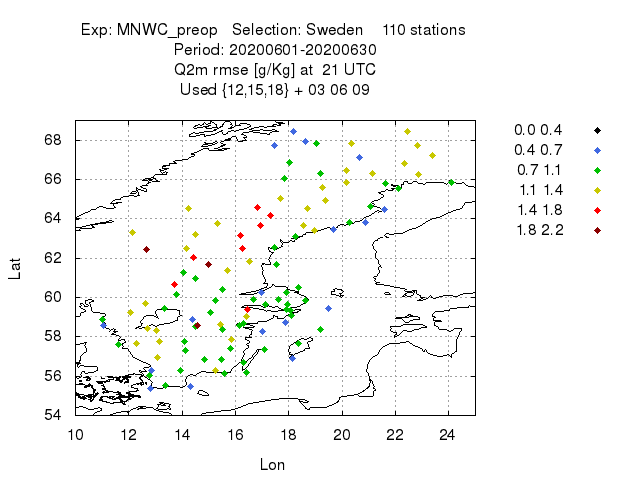 Exp: MNWC_preop   Selection: Sweden    110 stations
Period: 20200601-20200630
Q2m rmse [g/Kg] at  21 UTC
Used {12,15,18} + 03 06 09
0.0 0.4
0.4 0.7
0.7 1.1
1.1 1.4
1.4 1.8
1.8 2.2
Lat
68
66
64
62
60
58
56
54
10 12 14 16 18 20 22 24
Lon